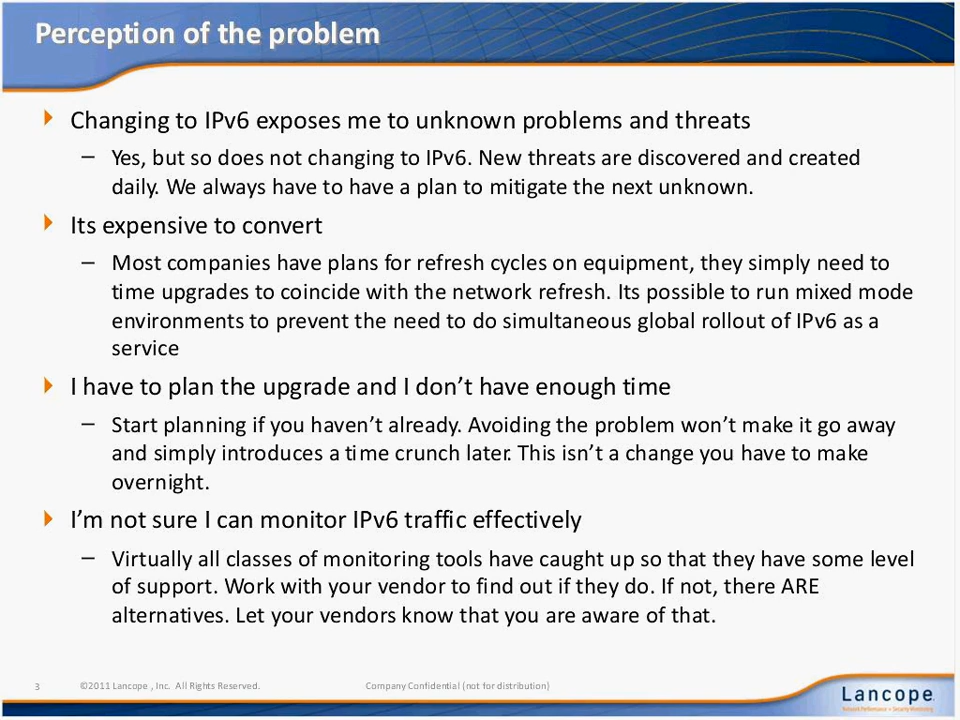 Perception of the problem
Changing to IPv6 exposes me to unknown problems and threats
– Yes, but so does not changing to IPv6. New threats are discovered and created
daily. We always have to have a plan to mitigate the next unknown.
Its expensive to convert
– Most companies have plans for refresh cycles on equipment, they simply need to
time upgrades to coincide with the network refresh. Its possible to run mixed mode
environments to prevent the need to do simultaneous global rollout of IPv6 as a
service
I have to plan the upgrade and I don’t have enough time
– Start planning if you haven’t already. Avoiding the problem won’t make it go away
and simply introduces a time crunch later. This isn’t a change you have to make
overnight.
I’m not sure I can monitor IPv6 traffic effectively
– Virtually all classes of monitoring tools have caught up so that they have some level
of support. Work with your vendor to find out if they do. If not, there ARE
alternatives. Let your vendors know that you are aware of that.
3 ©2011 Lancope , Inc. All Rights Reserved. Company Confidential (not for distribution)
Lancope
Network Performance + Security Monitoring